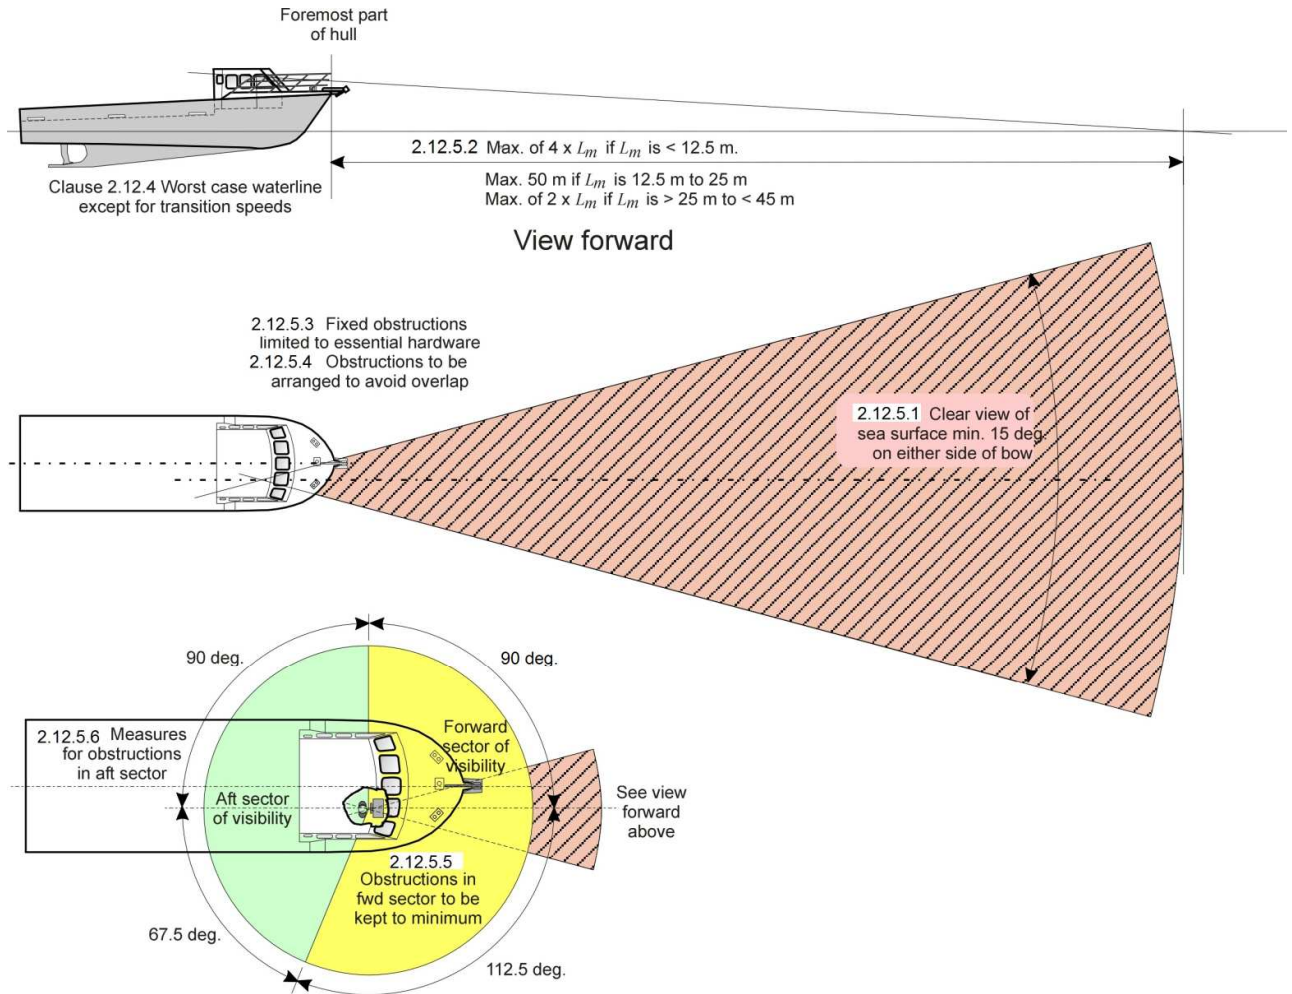 Foremost part
of hull
2.12.5.2 Max. of 4 x Lm if Lm is < 12.5 m.
Max. 50 m if Lm is 12.5 m to 25 m
Max. of 2 x Lm if Lm is > 25 m to < 45 m
Clause 2.12.4 Worst case waterline
except for transition speeds
View forward
2.12.5.3 Fixed obstructions
limited to essential hardware
2.12.5.4 Obstructions to be
arranged to avoid overlap
2.12.5.1 Clear view of
sea surface min. 15 deg.
on either side of bow
90 deg.
90 deg.
2.12.5.6 Measures
for obstructions
in aft sector
Forward
sector of
visibility
Aft sector
of visibility
See view
forward
above
2.12.5.5
Obstructions in
fwd sector to be
kept to minimum
67.5 deg.
112.5 deg.